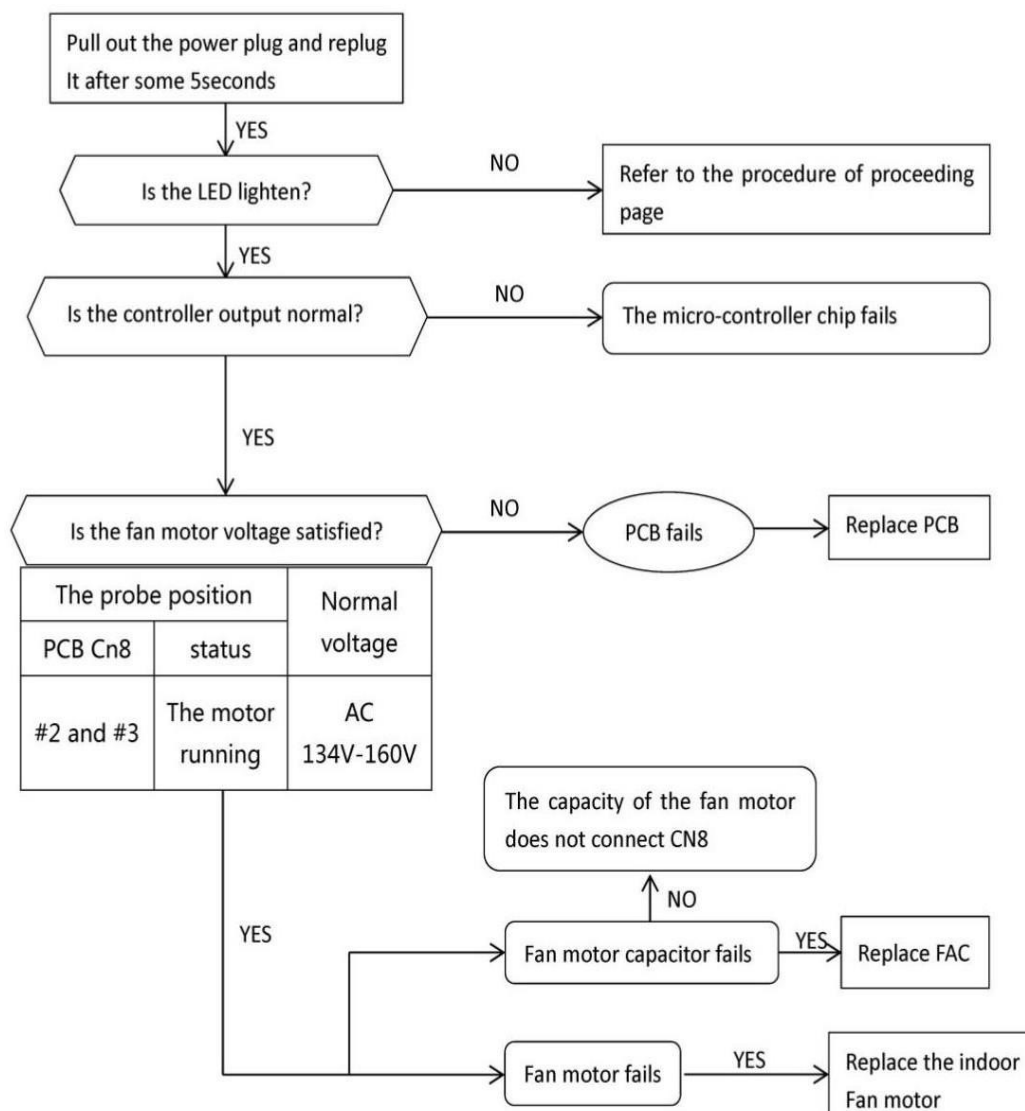 Pull out the power plug and replug
It after some 5seconds
YES
Is the LED lighten?
NO
Refer to the procedure of proceeding
page
YES
Is the controller output normal?
NO
The micro-controller chip fails
YES
Is the fan motor voltage satisfied?
NO
PCB fails
Replace PCB
The probe position
Normal
voltage
PCB Cn8
status
#2 and #3
The motor
running
AC
134V-160V
The capacity of the fan motor
does not connect CN8
NO
YES
Fan motor capacitor fails
YES
Replace FAC
Fan motor fails
YES
Replace the indoor
Fan motor